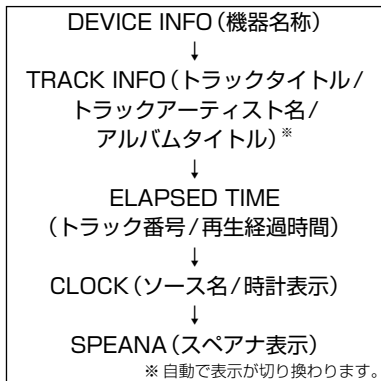 DEVICE INFO（機器名称）
↓
TRACK INFO（トラックタイトル/
トラックアーティスト名/
アルバムタイトル）※
↓
ELAPSED TIME
（トラック番号/再生経過時間）
↓
CLOCK（ソース名/時計表示）
↓
SPEANA（スペアナ表示）
※自動で表示が切り換わります。